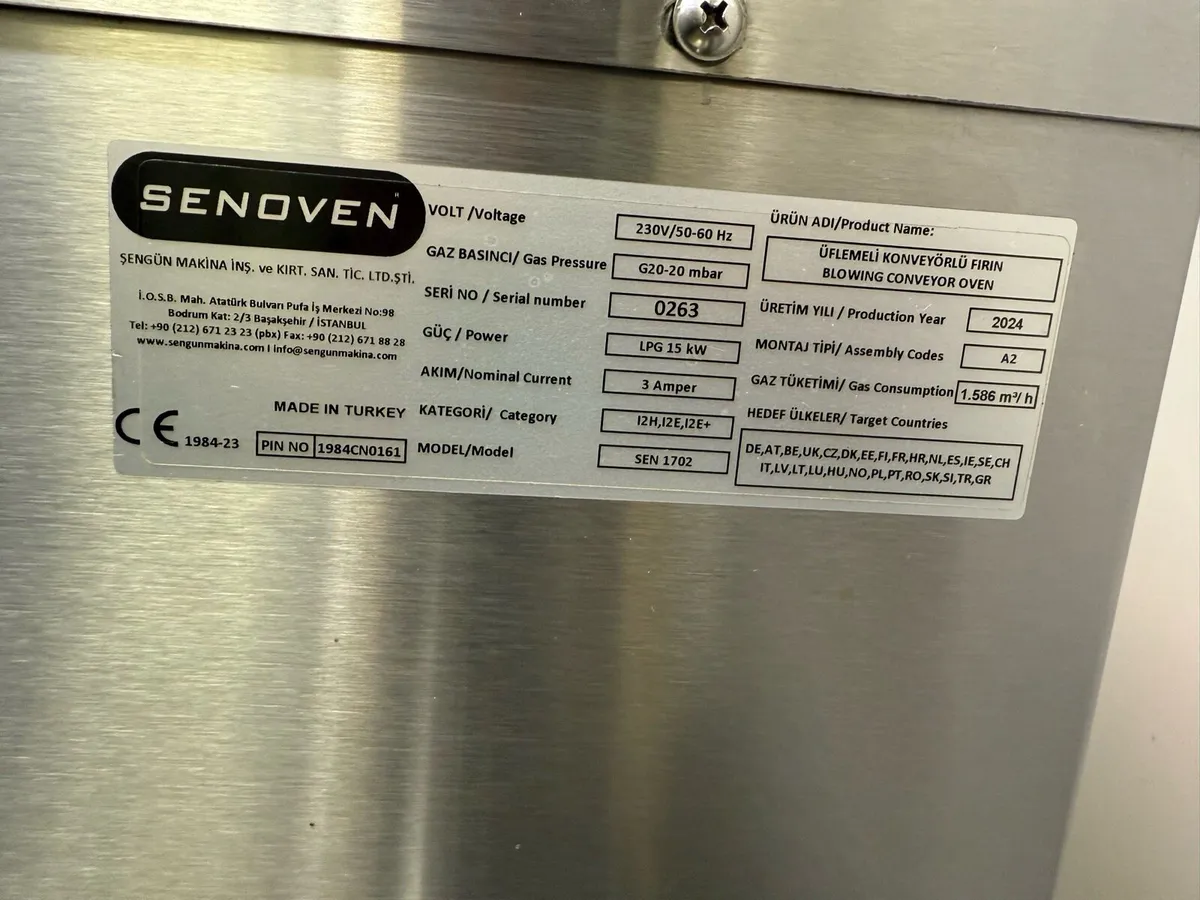 SENOVEN
ŞENGÜN MAKİNA İNŞ. ve KIRT. SAN. TİC. LTD.ŞTİ.
İ.O.S.B. Mah. Atatürk Bulvarı Pufa İş Merkezi No:98
Bodrum Kat: 2/3 Başakşehir / İSTANBUL
Tel: +90 (212) 671 23 23 (pbx) Fax: +90 (212) 671 88 28
www.sengunmakina.com I info@sengunmakina.com
MADE IN TURKEY
CE 1984-23 PIN NO 1984CN0161
VOLT /Voltage 230V/50-60 Hz
GAZ BASINCI/ Gas Pressure G20-20 mbar
SERİ NO / Serial number 0263
GÜÇ / Power LPG 15 kW
AKIM/Nominal Current 3 Amper
KATEGORİ/ Category I2H,I2E,I2E+
MODEL/Model SEN 1702
ÜRÜN ADI/Product Name:
ÜFLEMELİ KONVEYÖRLÜ FIRIN
BLOWING CONVEYOR OVEN
ÜRETİM YILI / Production Year 2024
MONTAJ TİPİ/ Assembly Codes A2
GAZ TÜKETİMİ/ Gas Consumption 1.586 m³/ h
HEDEF ÜLKELER/ Target Countries
DE,AT,BE,UK,CZ,DK,EE,FI,FR,HR,NL,ES,IE,SE,CH
IT,LV,LT,LU,HU,NO,PL,PT,RO,SK,SI,TR,GR